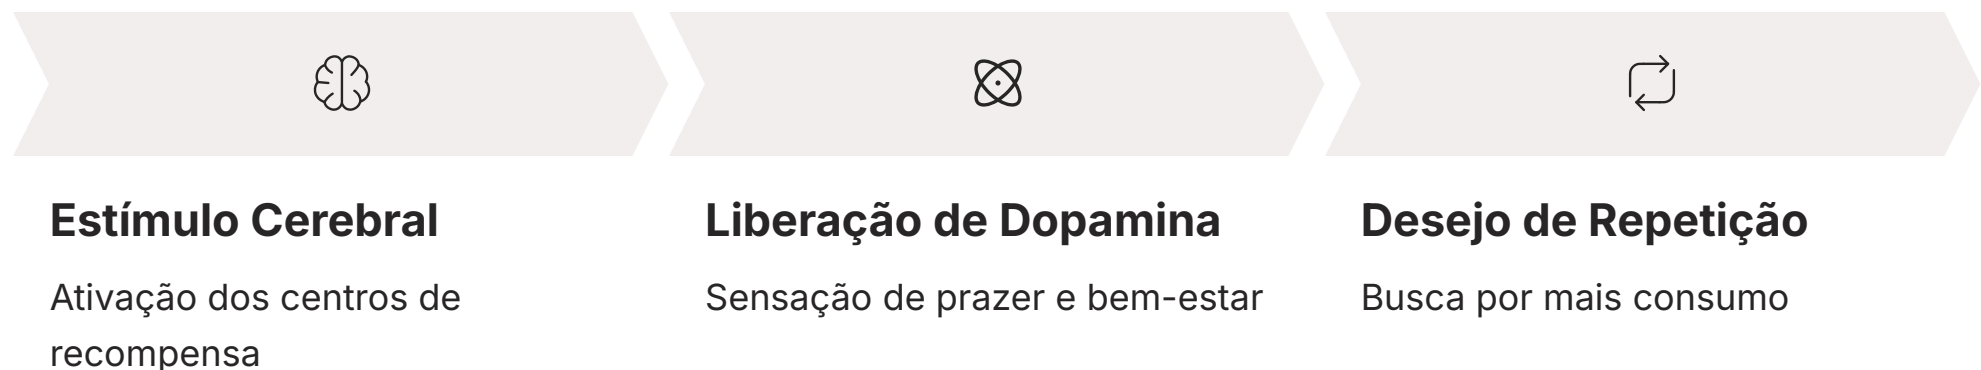 Estímulo Cerebral
Ativação dos centros de
recompensa
Liberação de Dopamina
Sensação de prazer e bem-estar
Desejo de Repetição
Busca por mais consumo